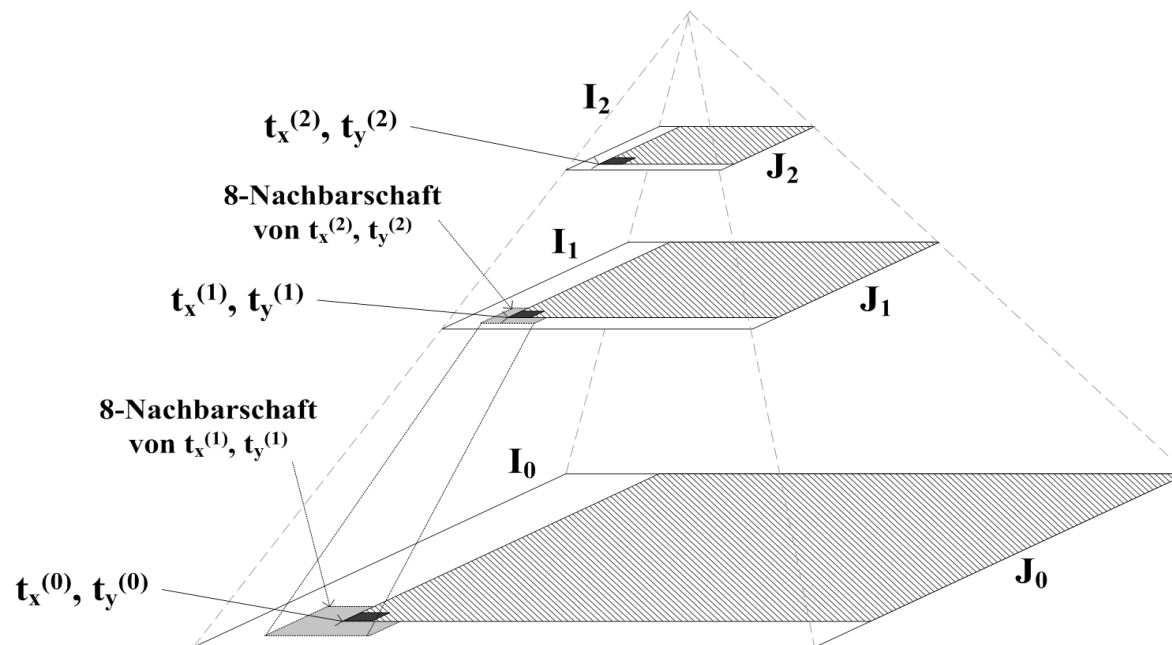 I₂
tₓ⁽²⁾, tᵧ⁽²⁾
J₂
8-Nachbarschaft
von tₓ⁽²⁾, tᵧ⁽²⁾
I₁
tₓ⁽¹⁾, tᵧ⁽¹⁾
J₁
8-Nachbarschaft
von tₓ⁽¹⁾, tᵧ⁽¹⁾
I₀
tₓ⁽⁰⁾, tᵧ⁽⁰⁾
J₀